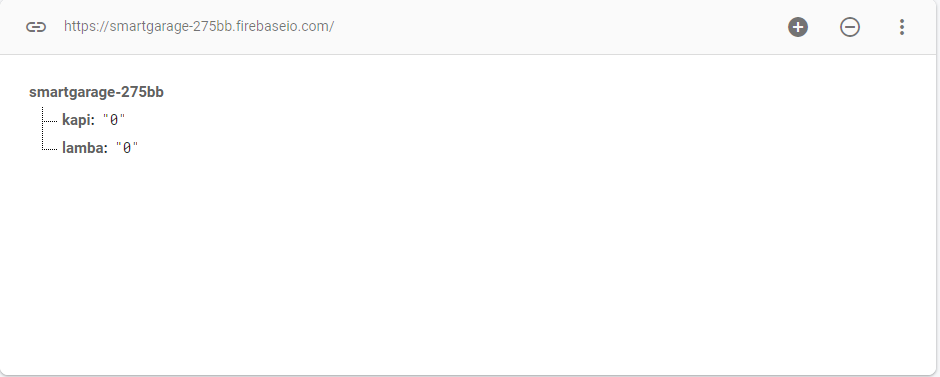 https://smartgarage-275bb.firebaseio.com/
smartgarage-275bb
kapi: "0"
lamba: "0"